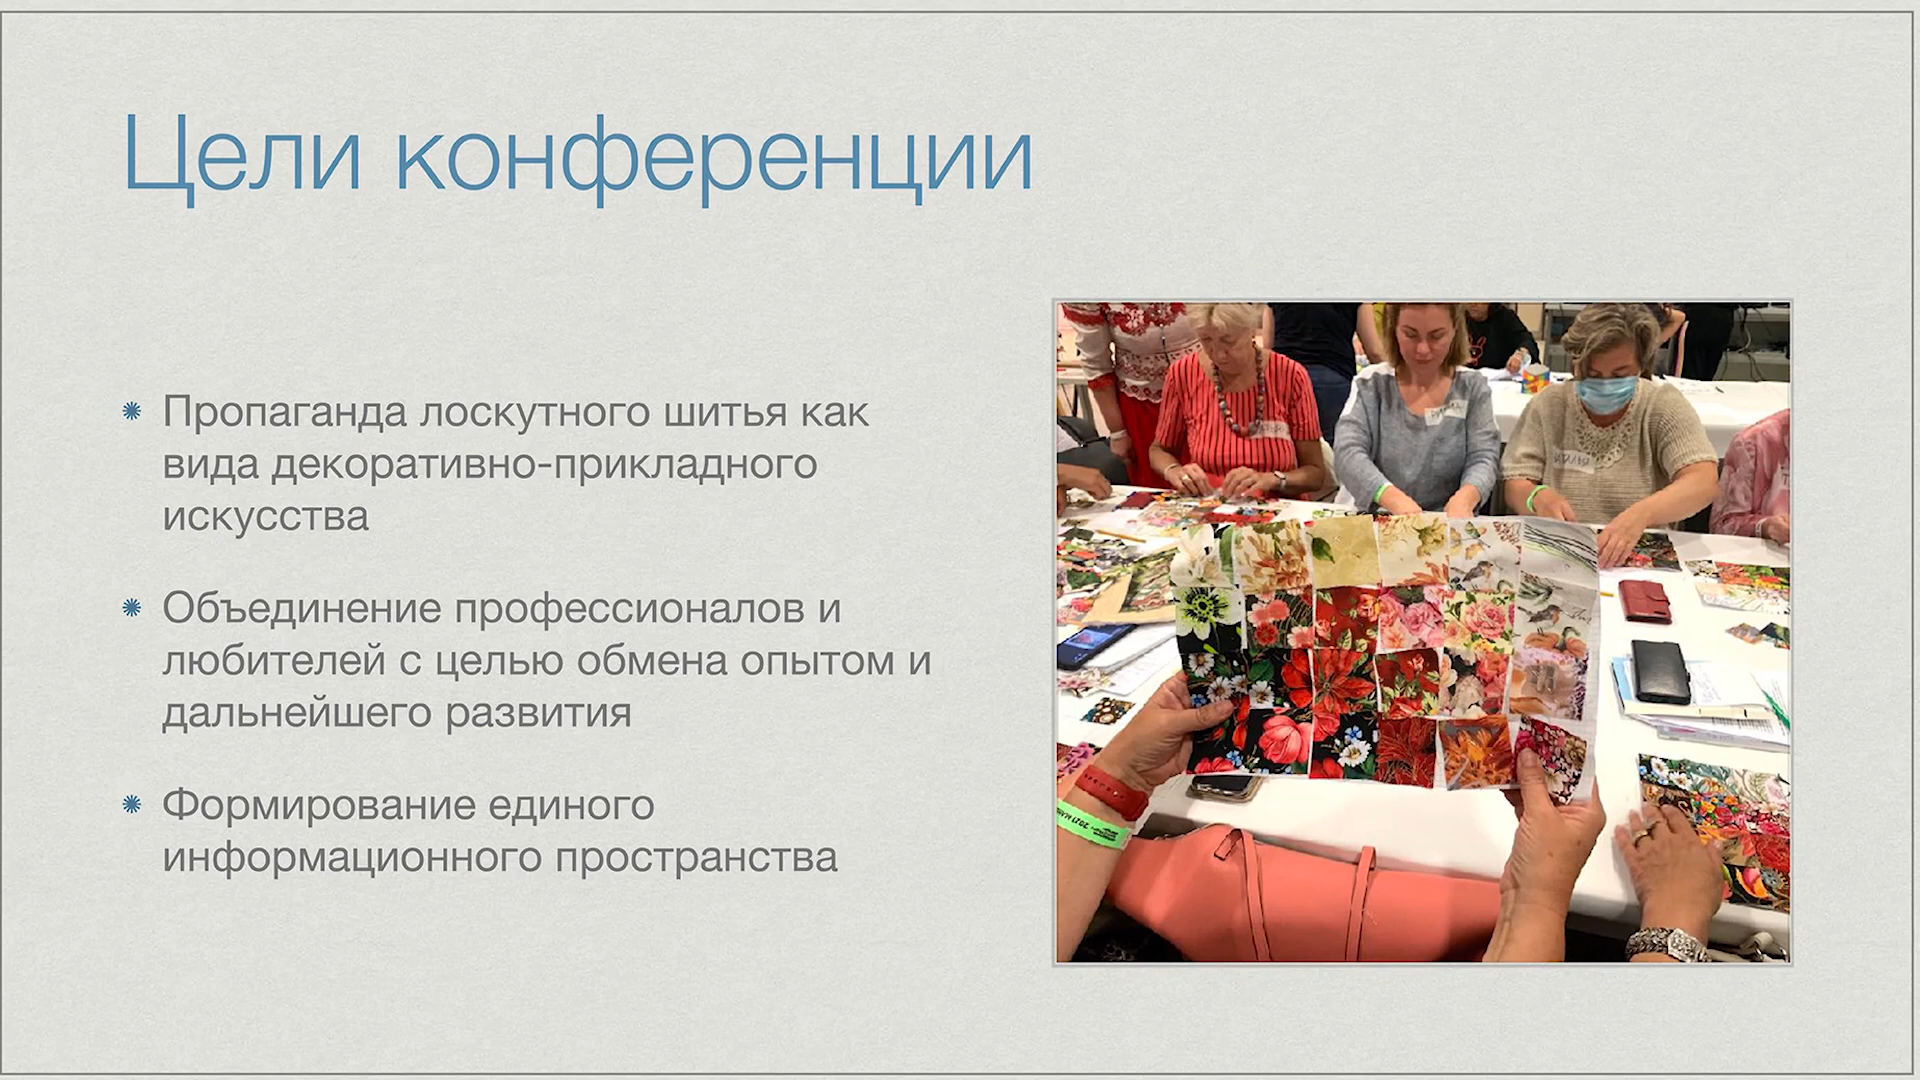 Цели конференции
Пропаганда лоскутного шитья как
вида декоративно-прикладного
искусства
Объединение профессионалов и
любителей с целью обмена опытом и
дальнейшего развития
Формирование единого
информационного пространства